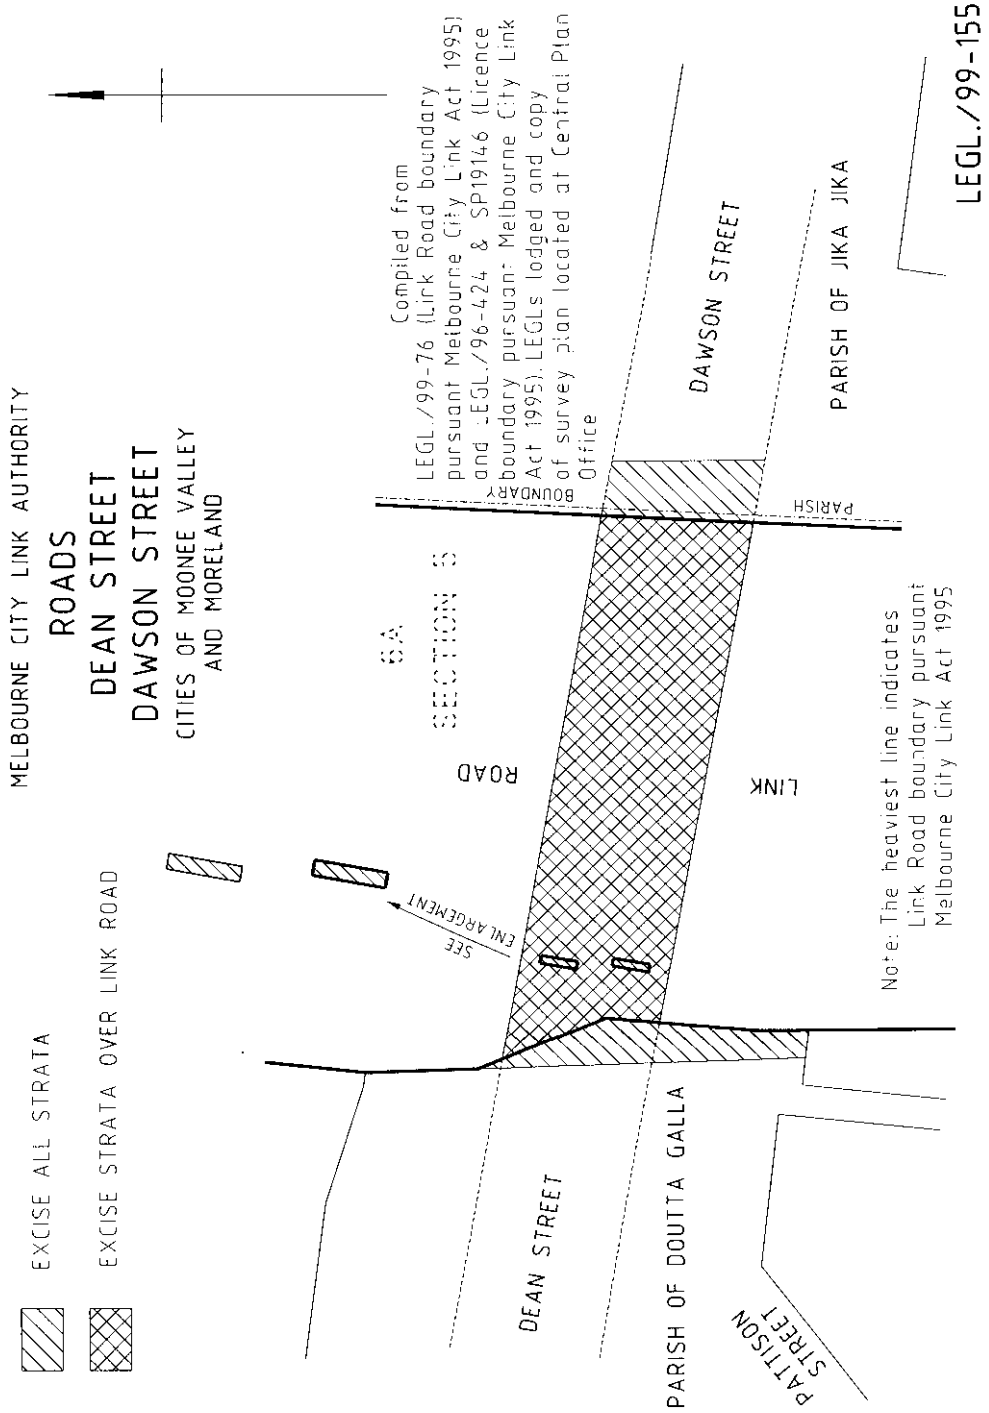 MELBOURNE CITY LINK AUTHORITY
ROADS
DEAN STREET
DAWSON STREET
CITIES OF MOONEE VALLEY
AND MORELAND
EXCISE ALL STRATA
EXCISE STRATA OVER LINK ROAD
Compiled from
LEGL./99-76 (Link Road boundary
pursuant Melbourne City Link Act 1995)
and LEGL./96-424 & SP19146 (Licence
boundary pursuant Melbourne City Link
Act 1995). LEGLs lodged and copy
of survey plan located at Central Plan
Office
6A
SECTION
SEE
ENLARGEMENT
ROAD
LINK
BOUNDARY
PARISH
DEAN STREET
DAWSON STREET
PARISH OF DOUTTA GALLA
PARISH OF JIKA JIKA
PATTISON
STREET
Note: The heaviest line indicates
Link Road boundary pursuant
Melbourne City Link Act 1995
LEGL./99-155